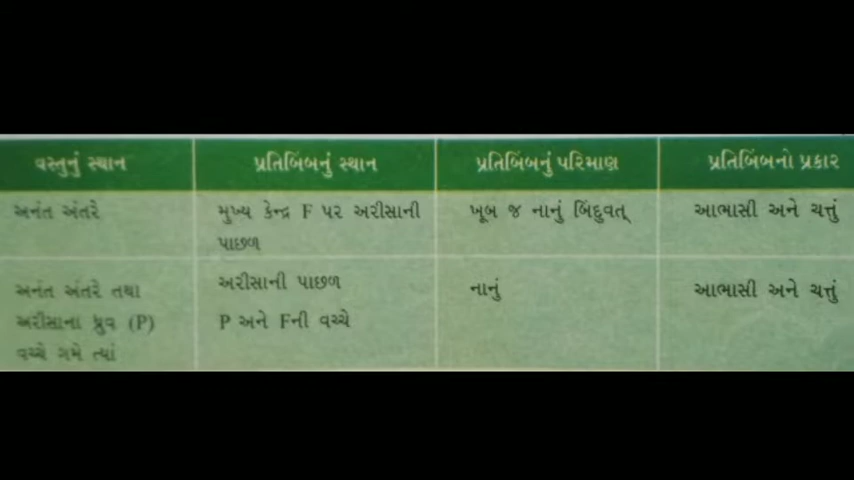 વસ્તુનું સ્થાન
પ્રતિબિંબનું સ્થાન
પ્રતિબિંબનું પરિમાણ
પ્રતિબિંબનો પ્રકાર
અનંત અંતરે
મુખ્ય કેન્દ્ર F પર અરીસાની
પાછળ
ખૂબ જ નાનું બિંદુવત્
આભાસી અને ચત્તું
અનંત અંતરે તથા
અરીસાના ધ્રુવ (P)
વચ્ચે ગમે ત્યાં
અરીસાની પાછળ
P અને Fની વચ્ચે
નાનું
આભાસી અને ચત્તું